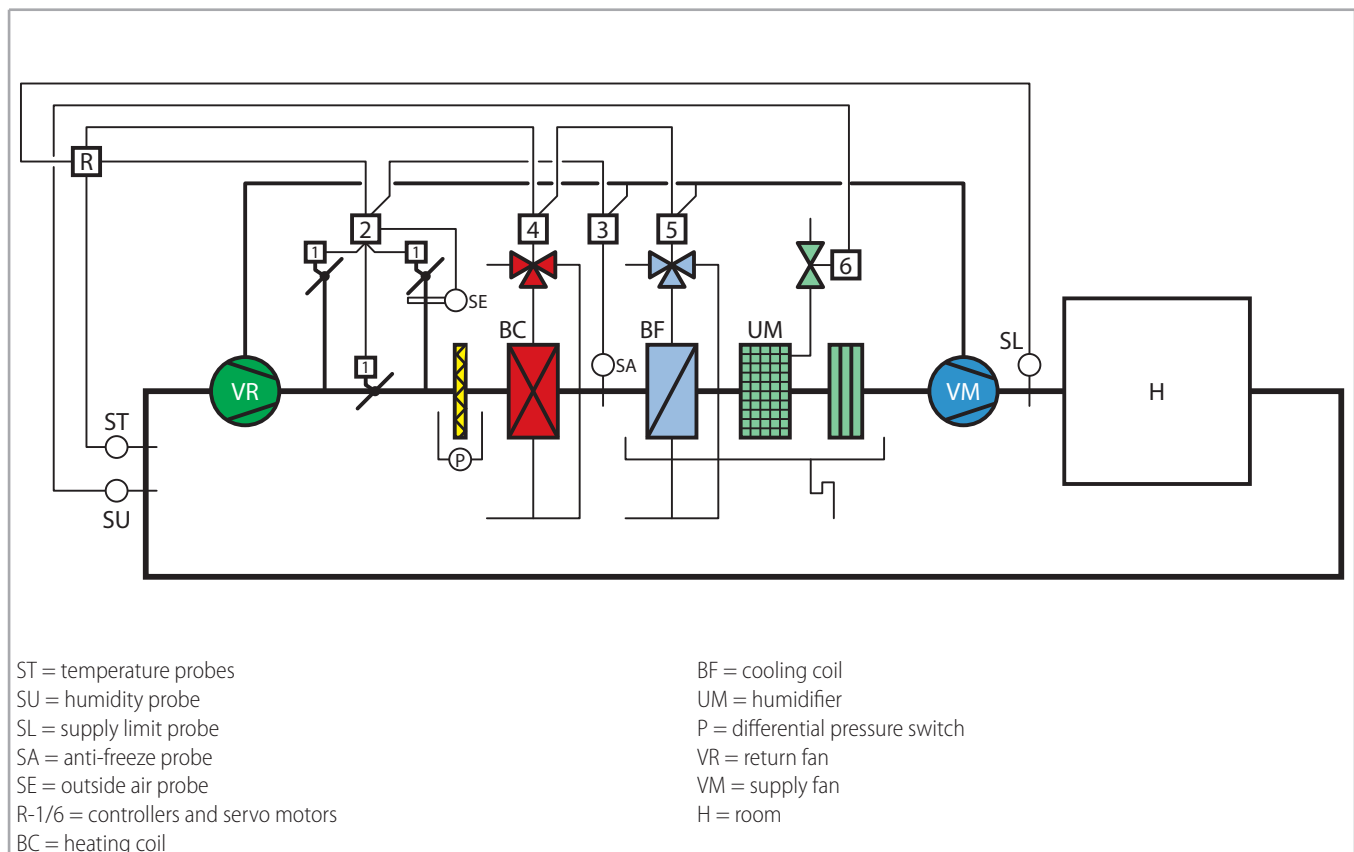 R
2
4
3
5
1
1
6
SE
BC
BF
UM
SL
1
SA
VR
VM
H
ST
P
SU
ST = temperature probes
SU = humidity probe
SL = supply limit probe
SA = anti-freeze probe
SE = outside air probe
R-1/6 = controllers and servo motors
BC = heating coil
BF = cooling coil
UM = humidifier
P = differential pressure switch
VR = return fan
VM = supply fan
H = room